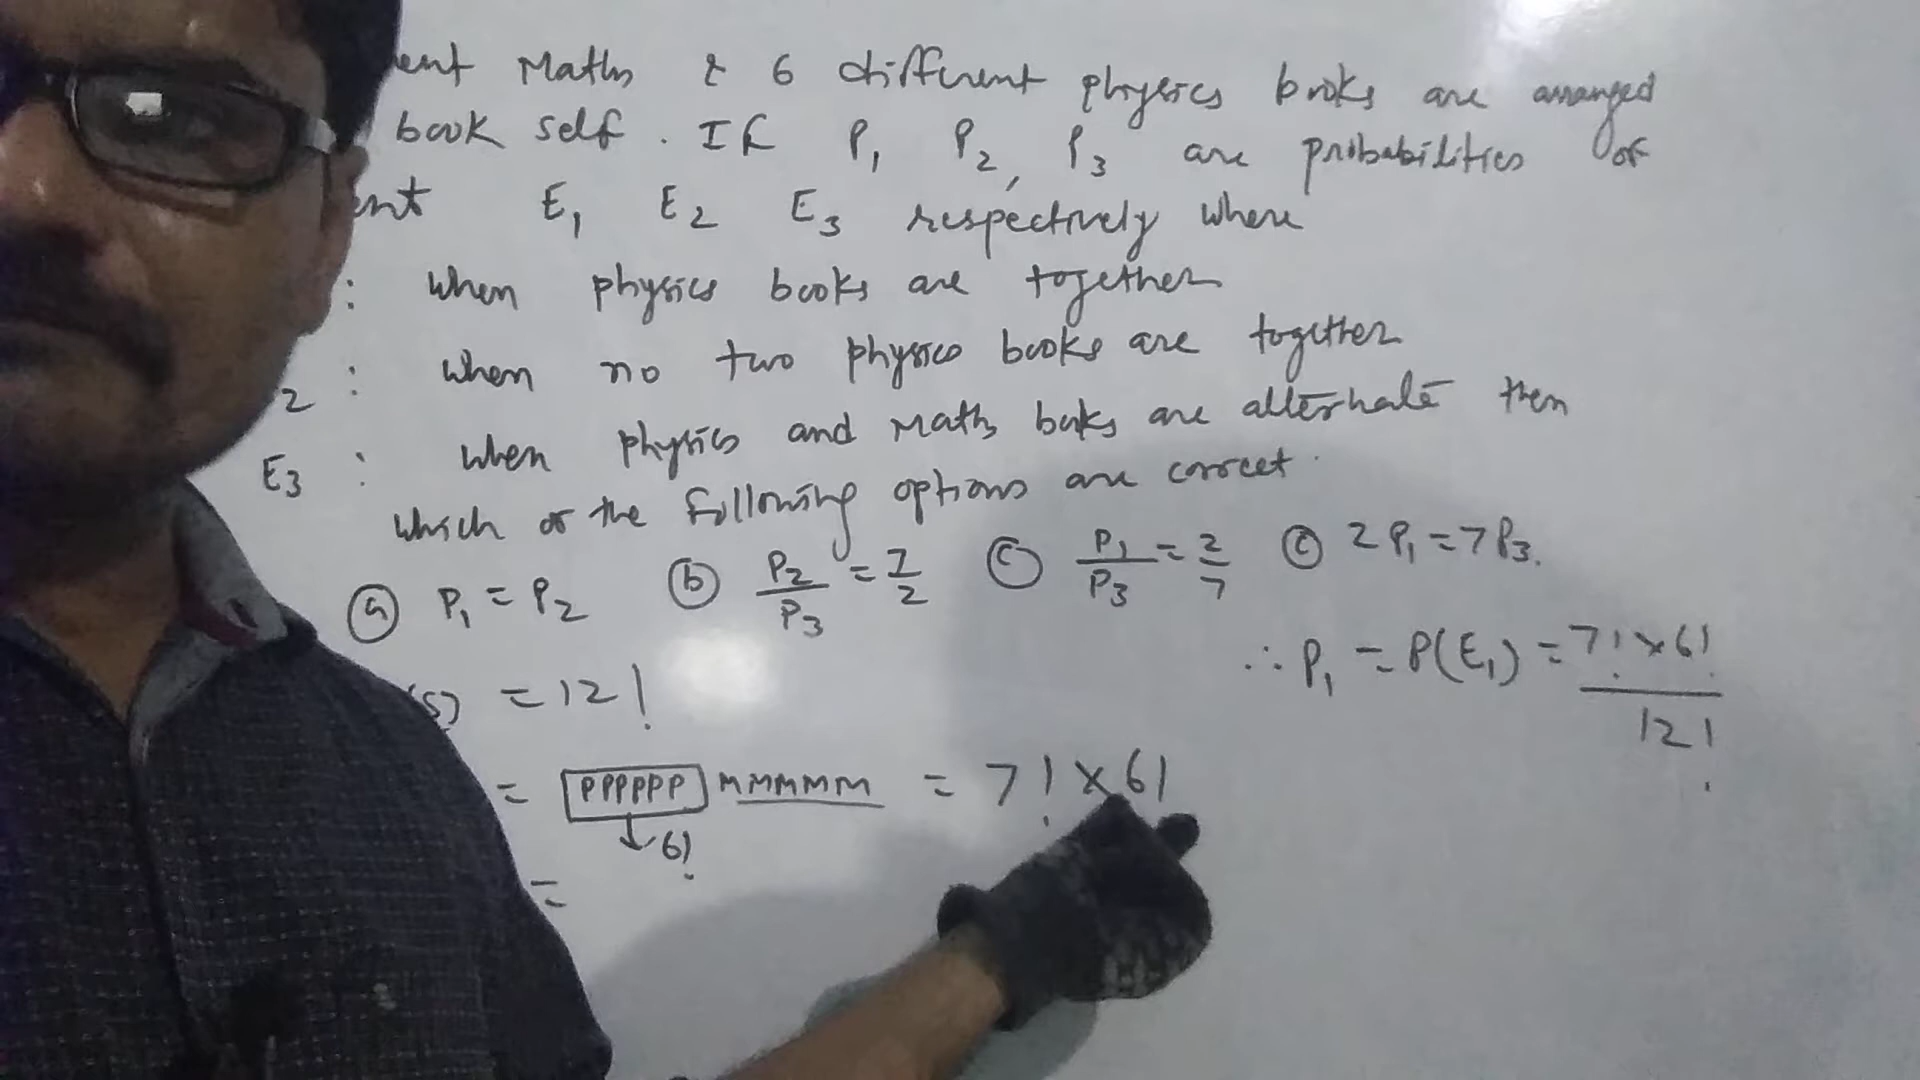 ent Maths & 6 different physics books are arranged
book self. If P₁ P₂, P₃ are probabilities of
ent E₁ E₂ E₃ respectively where
: when physics books are together
2 : when no two physics books are together
E₃ : when physics and Maths boks are alternate then
which of the following options are correct.
(a) P₁ = P₂ (b) P₂/P₃ = 7/2 (c) P₁/P₃ = 2/7 (c) 2P₁ = 7P₃.
(S) = 12!
∴ P₁ = P(E₁) = 7! × 6! / 12!
= PPPPPP MMMMMM = 7! × 6!
↓ 6!
=